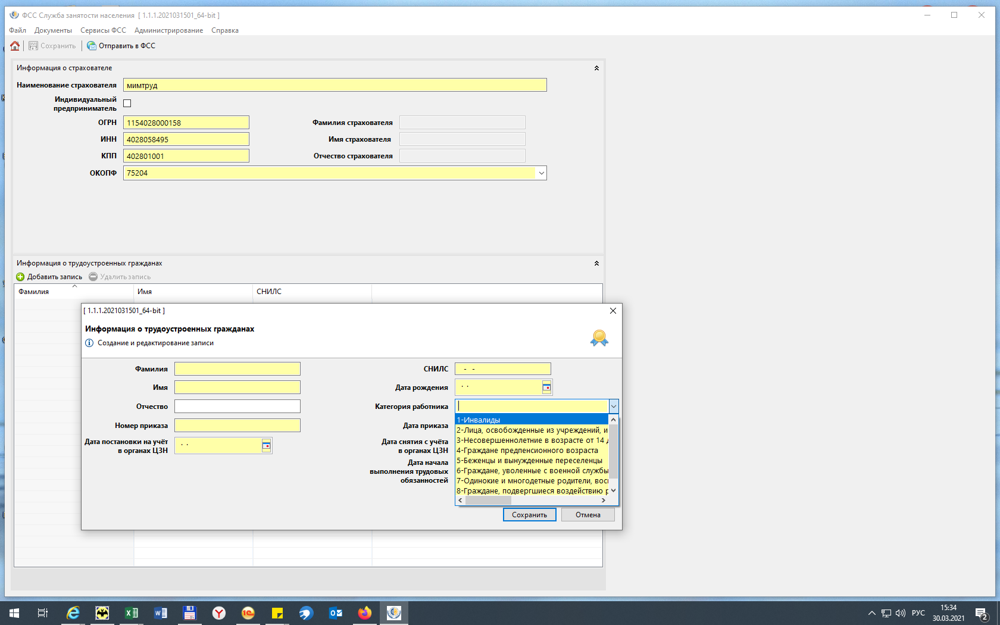 ФСС Служба занятости населения [ 1.1.1.2021031501_64-bit ]
Файл Документы Сервисы ФСС Администрирование Справка
Сохранить Отправить в ФСС
Информация о страхователе
Наименование страхователя мимтруд
Индивидуальный
предприниматель
ОГРН 1154028000158 Фамилия страхователя
ИНН 4028058495 Имя страхователя
КПП 402801001 Отчество страхователя
ОКОПФ 75204
Информация о трудоустроенных гражданах
Добавить запись Удалить запись
Фамилия Имя СНИЛС
[ 1.1.1.2021031501_64-bit ]
Информация о трудоустроенных гражданах
Создание и редактирование записи
Фамилия СНИЛС - -
Имя Дата рождения . .
Отчество Категория работника
1-Инвалиды
Номер приказа Дата приказа
2-Лица, освобожденные из учреждений, и
3-Несовершеннолетние в возрасте от 14 д
Дата постановки на учёт
в органах ЦЗН . .
Дата снятия с учёта
в органах ЦЗН
4-Граждане предпенсионного возраста
5-Беженцы и вынужденные переселенцы
Дата начала
выполнения трудовых
обязанностей
6-Граждане, уволенные с военной службы
7-Одинокие и многодетные родители, вос
8-Граждане, подвергшиеся воздействию р
Сохранить Отмена
РУС 15:34
30.03.2021
2